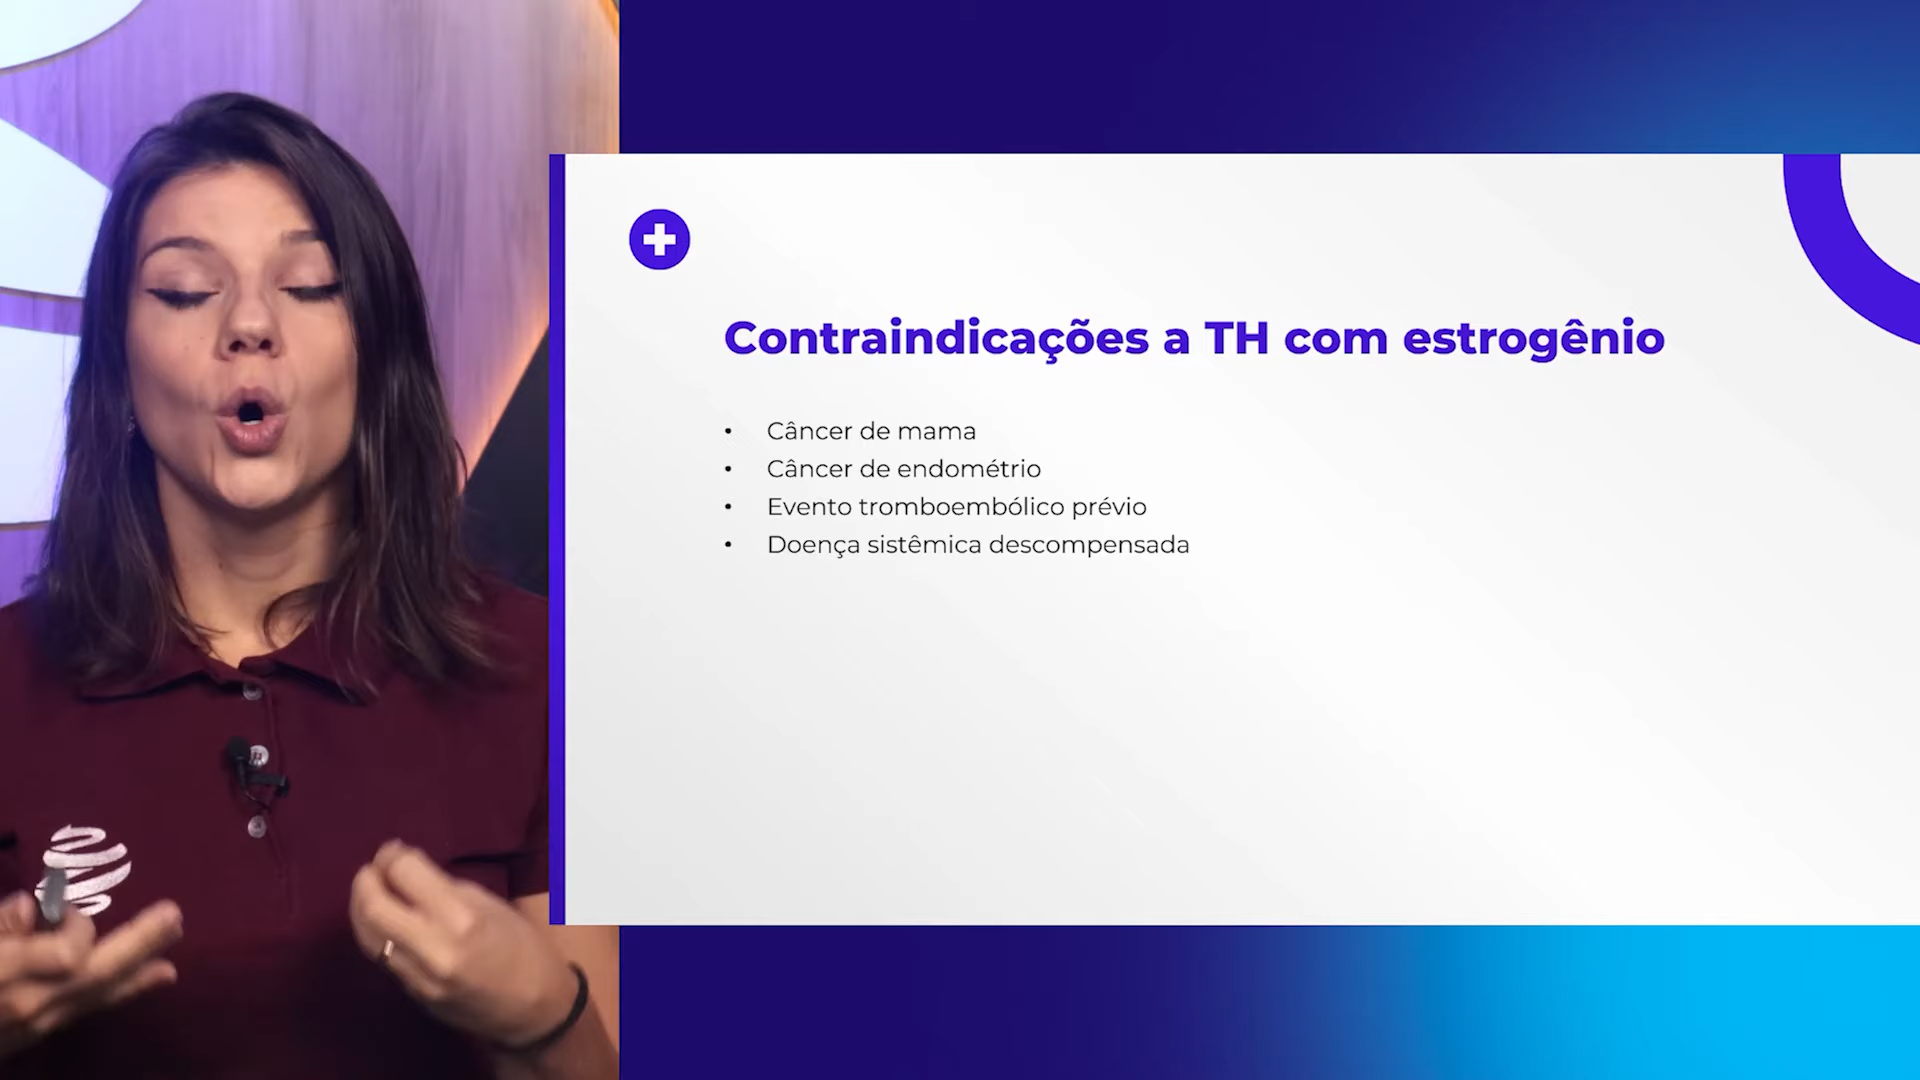 Contraindicações a TH com estrogênio
• Câncer de mama
• Câncer de endométrio
• Evento tromboembólico prévio
• Doença sistêmica descompensada